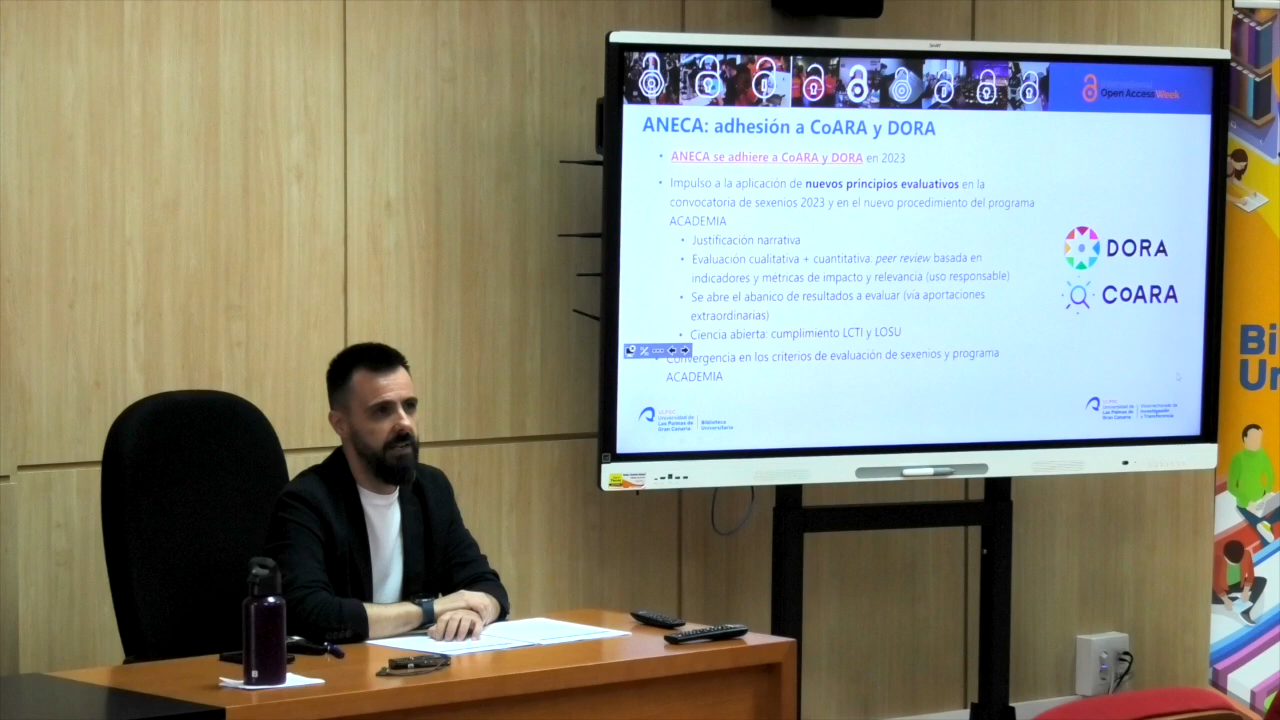 SMART
Open Access Week
ANECA: adhesión a CoARA y DORA
• ANECA se adhiere a CoARA y DORA en 2023
• Impulso a la aplicación de nuevos principios evaluativos en la
convocatoria de sexenios 2023 y en el nuevo procedimiento del programa
ACADEMIA
• Justificación narrativa
• Evaluación cualitativa + cuantitativa: peer review basada en
indicadores y métricas de impacto y relevancia (uso responsable)
• Se abre el abanico de resultados a evaluar (vía aportaciones
extraordinarias)
• Ciencia abierta: cumplimiento LCTI y LOSU
Convergencia en los criterios de evaluación de sexenios y programa
ACADEMIA
DORA
CoARA
ULPGC
Universidad de
Las Palmas de
Gran Canaria
Biblioteca
Universitaria
ULPGC
Universidad de
Las Palmas de
Gran Canaria
Vicerrectorado de
Investigación
y Transferencia
Bi
Un